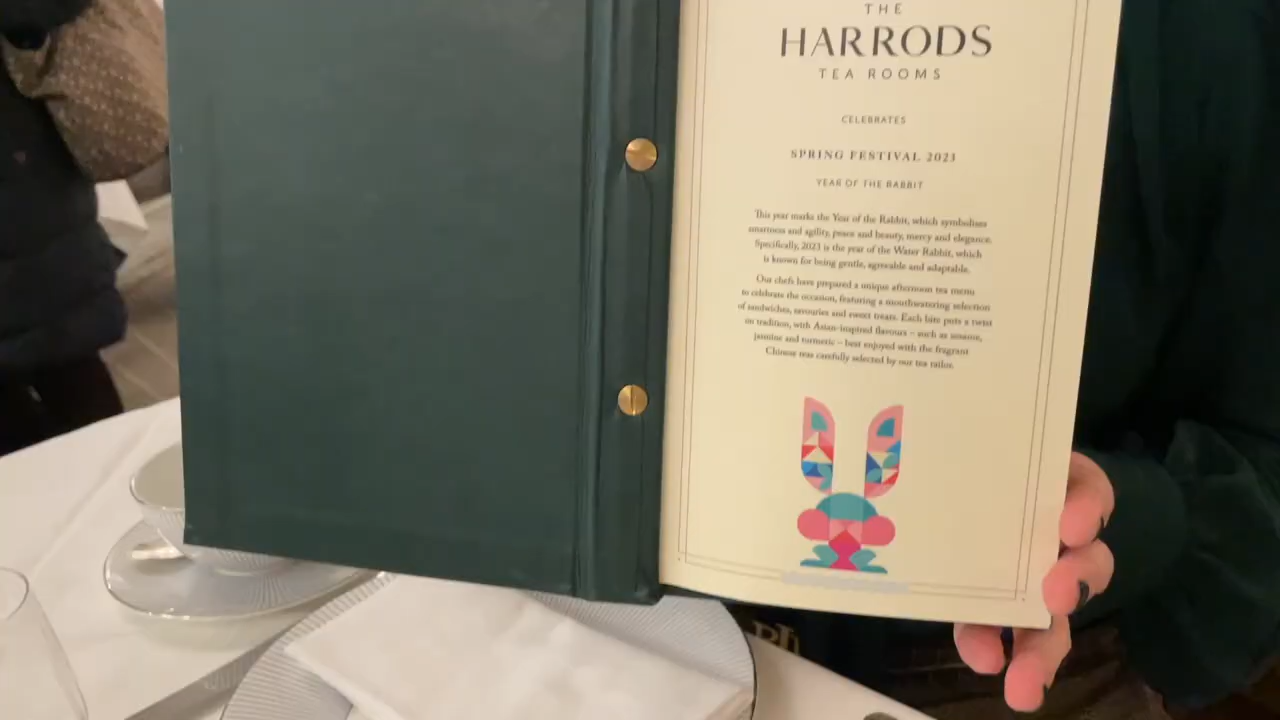 THE
HARRODS
TEA ROOMS
CELEBRATES
SPRING FESTIVAL 2023
YEAR OF THE RABBIT
This year marks the Year of the Rabbit, which symbolises
smartness and agility, peace and beauty, mercy and elegance.
Specifically, 2023 is the year of the Water Rabbit, which
is known for being gentle, agreeable and adaptable.
Our chefs have prepared a unique afternoon tea menu
to celebrate the occasion, featuring a mouthwatering selection
of sandwiches, savouries and sweet treats. Each bite puts a twist
on tradition, with Asian-inspired flavours – such as sesame,
jasmine and turmeric – best enjoyed with the fragrant
Chinese teas carefully selected by our tea tailor.